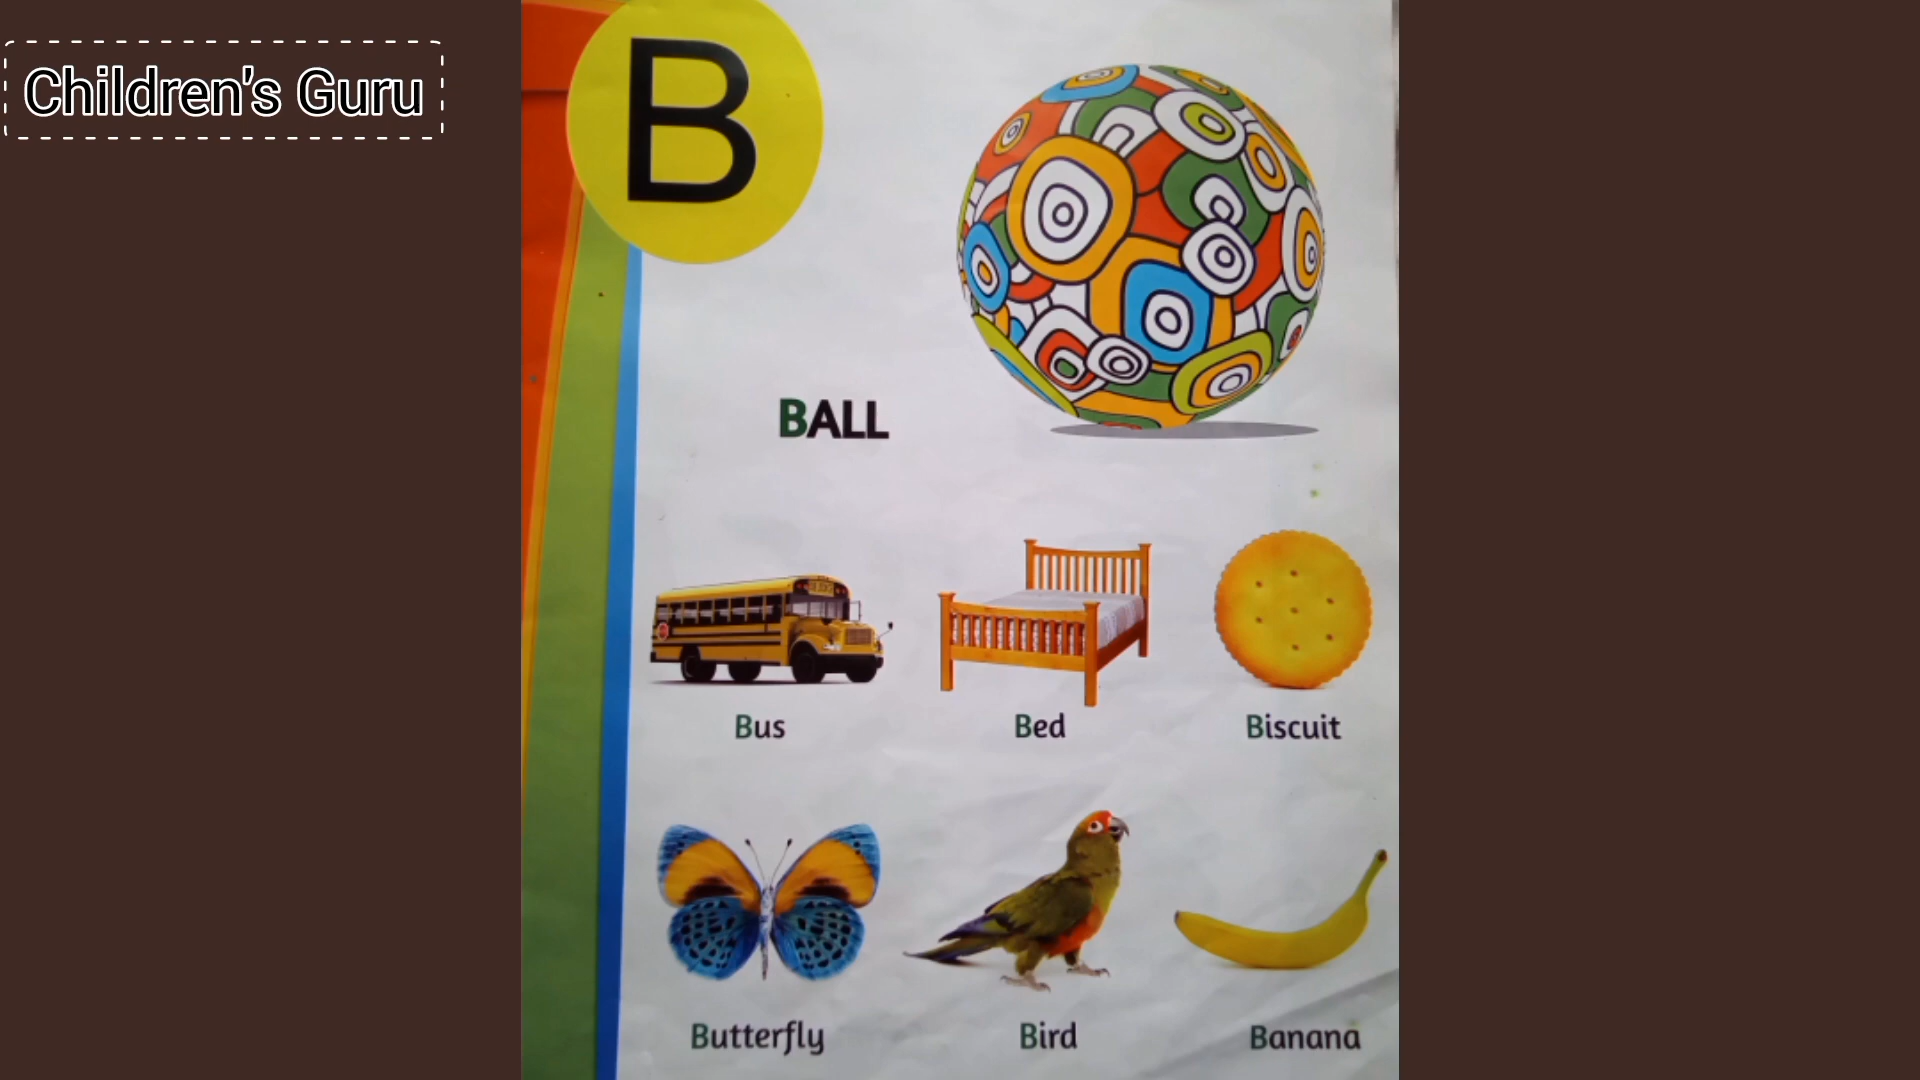 Children's Guru
B
BALL
Bus Bed Biscuit
Butterfly Bird Banana